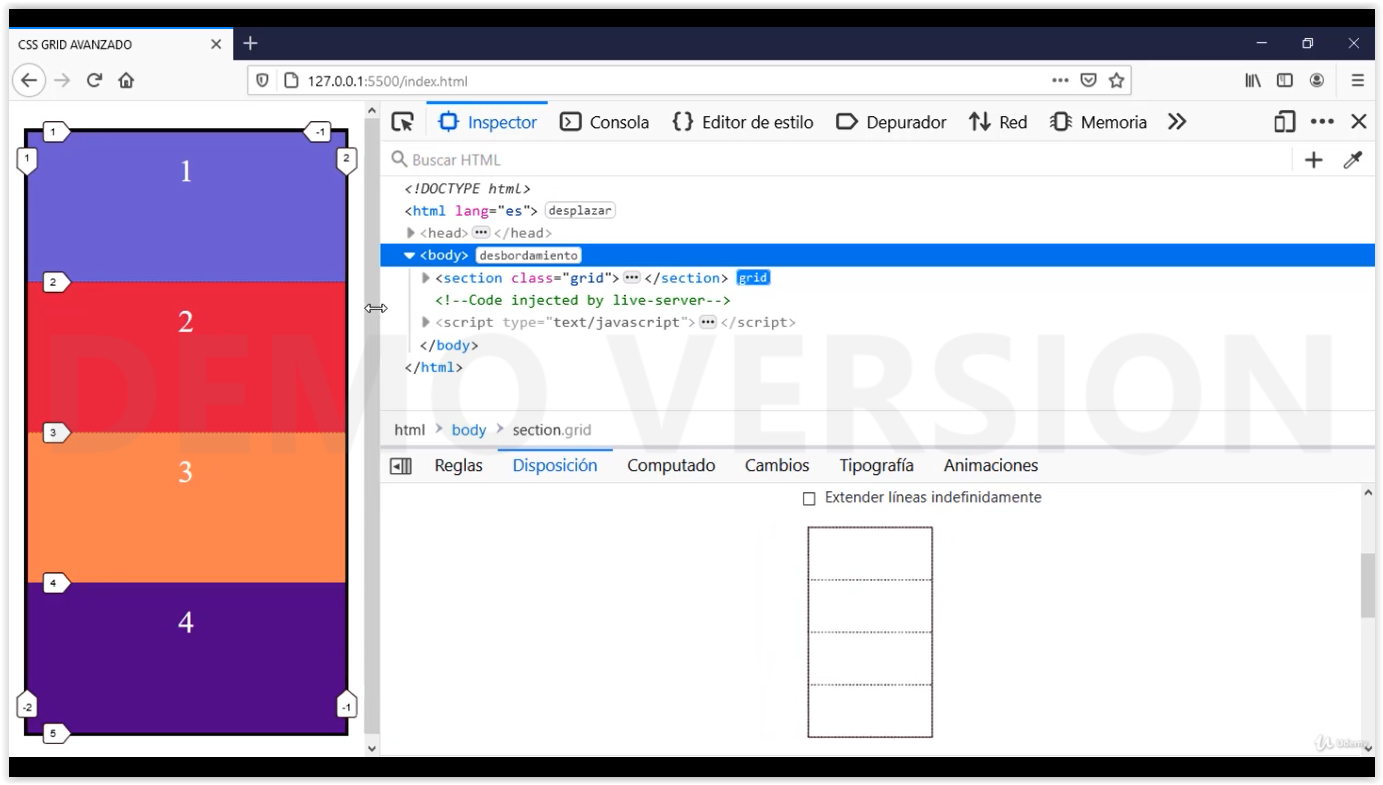 CSS GRID AVANZADO
127.0.0.1:5500/index.html
Inspector Consola Editor de estilo Depurador Red Memoria
Buscar HTML
<!DOCTYPE html>
<html lang="es"> desplazar
<head> ••• </head>
<body> desbordamiento
<section class="grid"> ••• </section> grid
<!--Code injected by live-server-->
<script type="text/javascript"> ••• </script>
</body>
</html>
html > body > section.grid
Reglas Disposición Computado Cambios Tipografía Animaciones
Extender líneas indefinidamente
1 -1
1 2
1
2
2
3
3
4
4
-2 -1
5
DEMO VERSION
Udemy